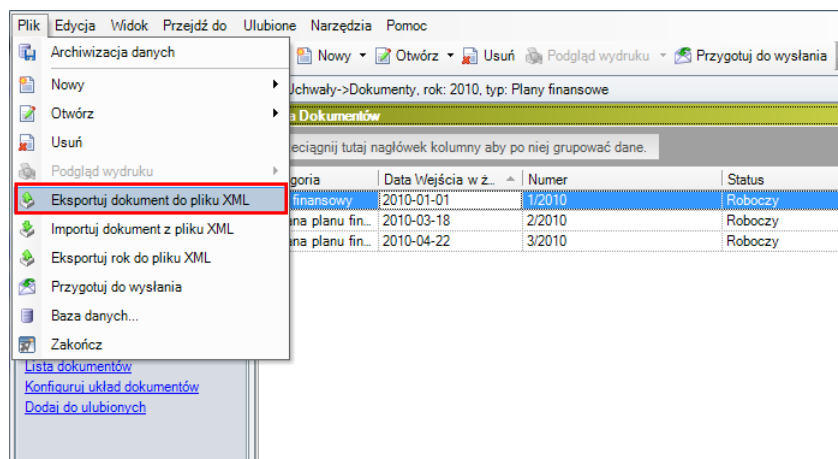 Plik Edycja Widok Przejdź do Ulubione Narzędzia Pomoc
Archiwizacja danych
Nowy
Otwórz
Usuń
Podgląd wydruku
Eksportuj dokument do pliku XML
Importuj dokument z pliku XML
Eksportuj rok do pliku XML
Przygotuj do wysłania
Baza danych...
Zakończ
Lista dokumentów
Konfiguruj układ dokumentów
Dodaj do ulubionych
Nowy Otwórz Usuń Podgląd wydruku Przygotuj do wysłania
Uchwały->Dokumenty, rok: 2010, typ: Plany finansowe
a Dokumentów
eciągnij tutaj nagłówek kolumny aby po niej grupować dane.
goria Data Wejścia w ż... Numer Status
finansowy 2010-01-01 1/2010 Roboczy
ana planu fin... 2010-03-18 2/2010 Roboczy
ana planu fin... 2010-04-22 3/2010 Roboczy